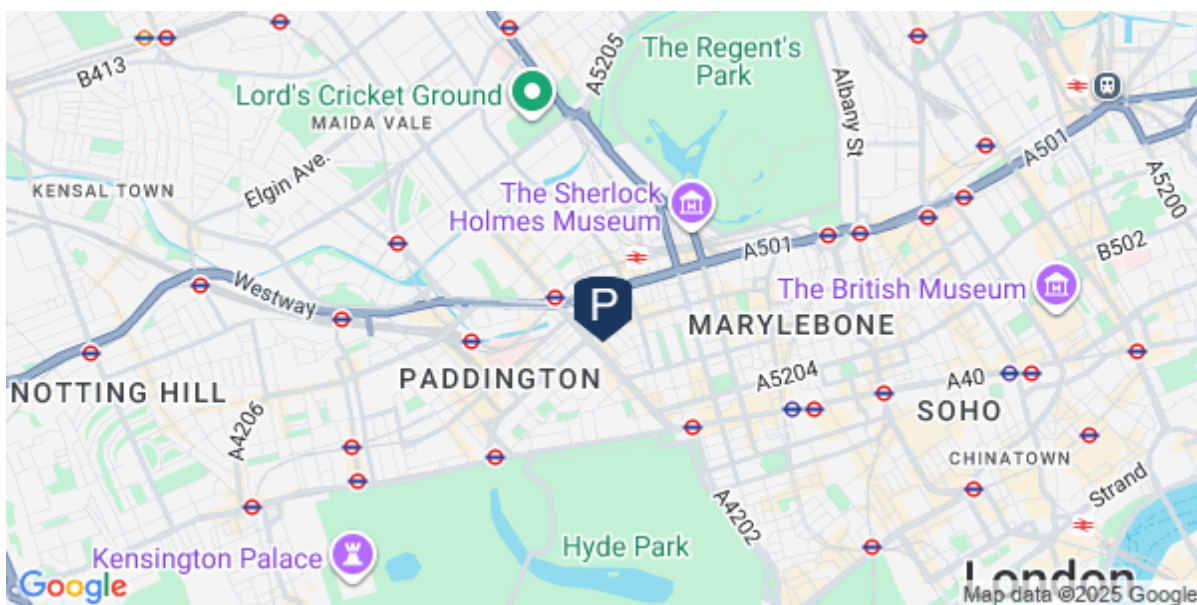 B413
A5205
The Regent's
Park
Lord's Cricket Ground
MAIDA VALE
Albany St
A501
Elgin Ave.
KENSAL TOWN
The Sherlock
Holmes Museum
A5200
A501
B502
Westway
P
The British Museum
MARYLEBONE
PADDINGTON
A5204
A40
NOTTING HILL
SOHO
A4206
CHINATOWN
Strand
A4202
Kensington Palace
Hyde Park
London
Google
Map data ©2025 Google